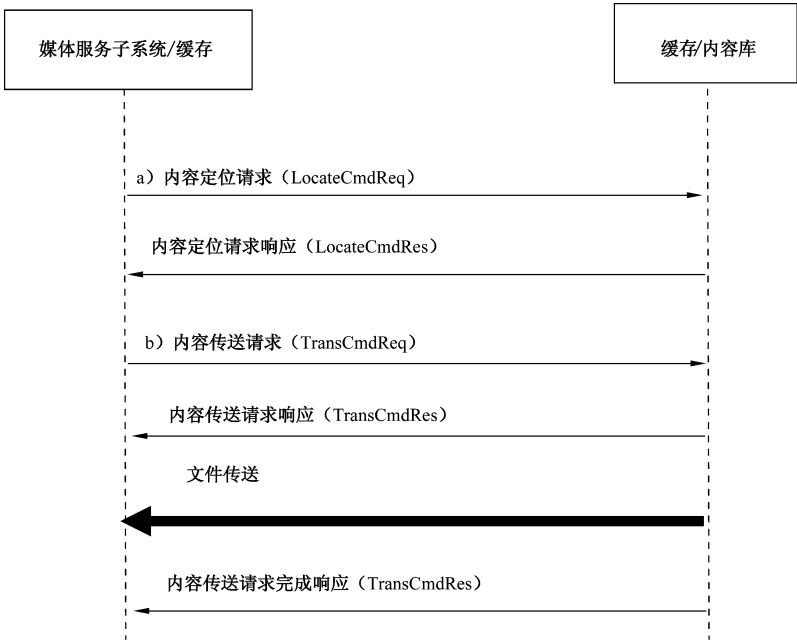 媒体服务子系统/缓存
缓存/内容库
a）内容定位请求（LocateCmdReq）
内容定位请求响应（LocateCmdRes）
b）内容传送请求（TransCmdReq）
内容传送请求响应（TransCmdRes）
文件传送
内容传送请求完成响应（TransCmdRes）